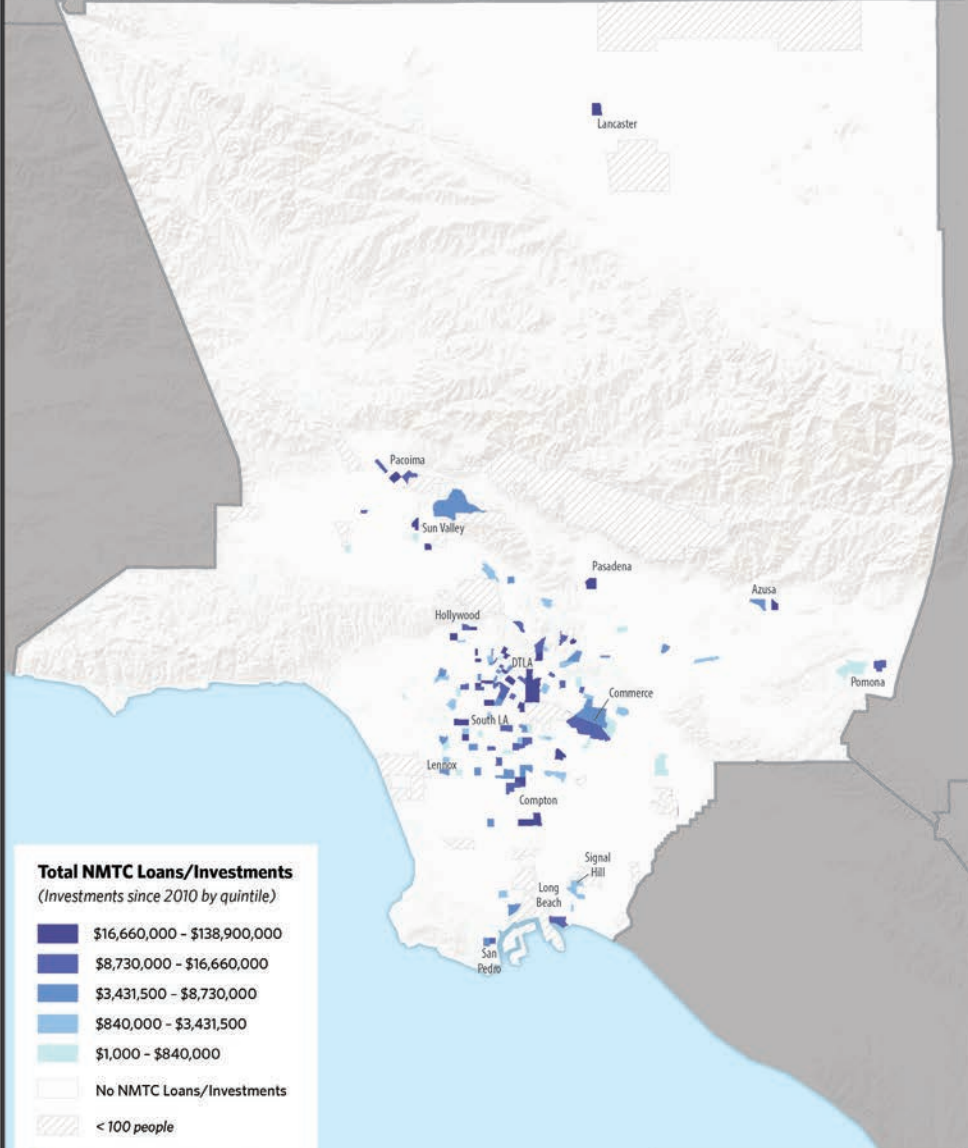 Lancaster
Pacoima
Sun Valley
Pasadena
Azusa
Hollywood
DTLA
Pomona
Commerce
South LA
Lennox
Compton
Signal
Hill
Long
Beach
San
Pedro
Total NMTC Loans/Investments
(Investments since 2010 by quintile)
$16,660,000 - $138,900,000
$8,730,000 - $16,660,000
$3,431,500 - $8,730,000
$840,000 - $3,431,500
$1,000 - $840,000
No NMTC Loans/Investments
< 100 people